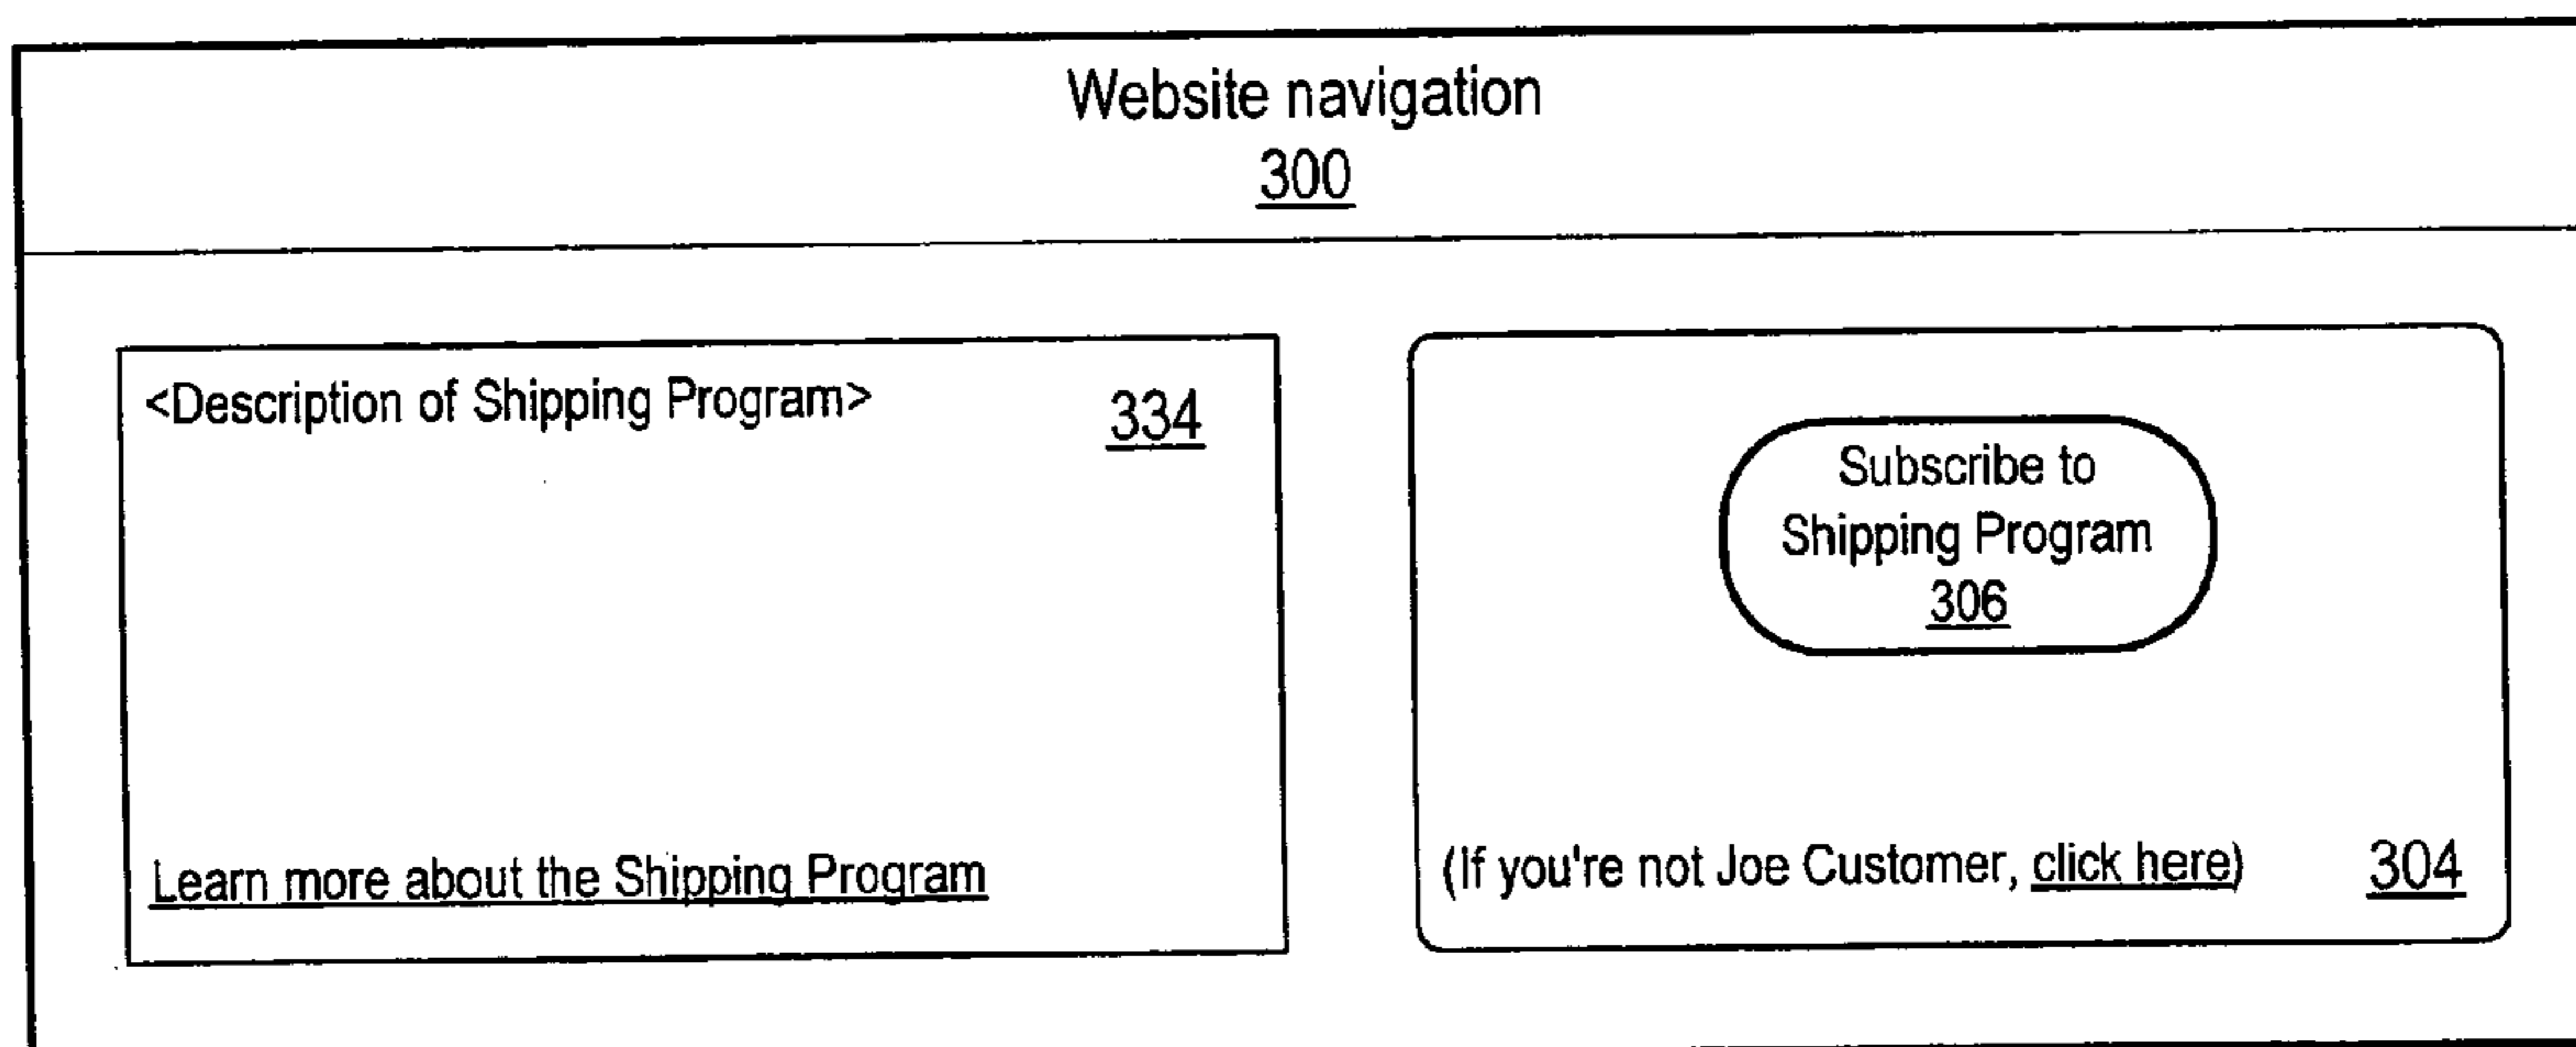 Website navigation
300
<Description of Shipping Program>
334
Learn more about the Shipping Program
Subscribe to
Shipping Program
306
(If you're not Joe Customer, click here)
304